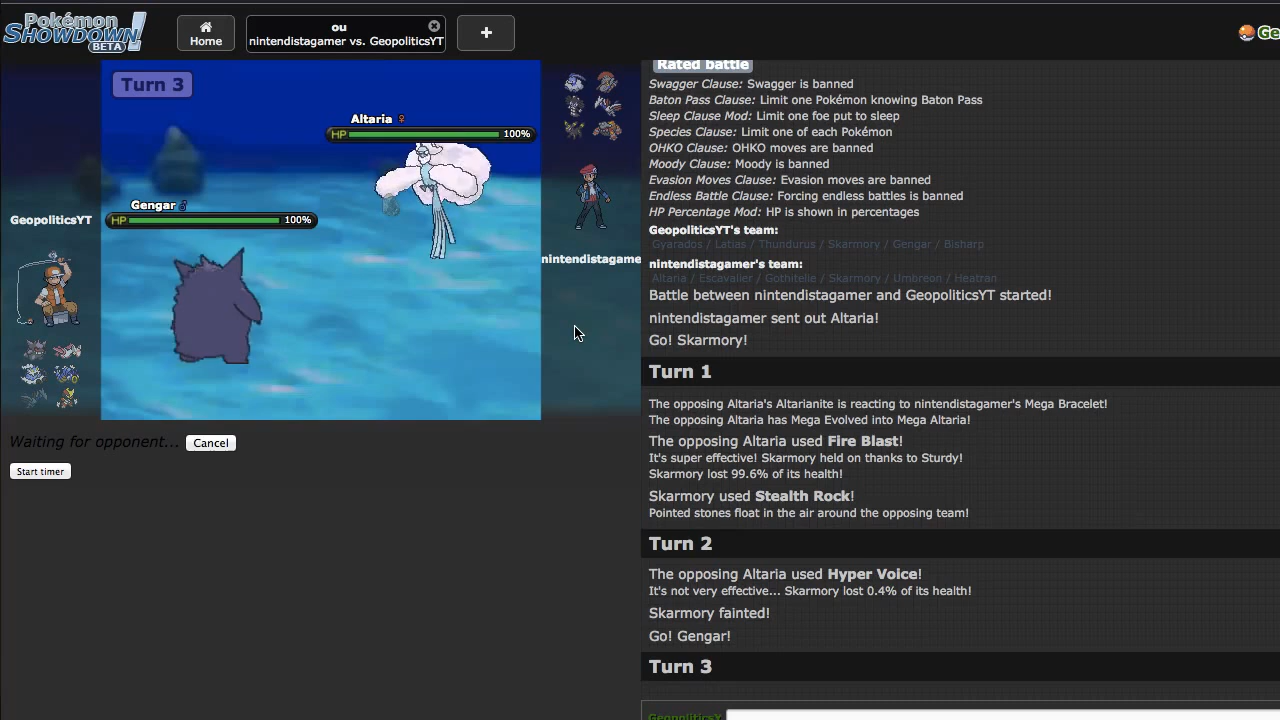 Pokémon
SHOWDOWN!
BETA
Home
ou
nintendistagamer vs. GeopoliticsYT
+
Ge
Turn 3
Altaria ♀
HP 100%
Gengar ♂
HP 100%
GeopoliticsYT
nintendistagame
Waiting for opponent... Cancel
Start timer
Rated battle
Swagger Clause: Swagger is banned
Baton Pass Clause: Limit one Pokémon knowing Baton Pass
Sleep Clause Mod: Limit one foe put to sleep
Species Clause: Limit one of each Pokémon
OHKO Clause: OHKO moves are banned
Moody Clause: Moody is banned
Evasion Moves Clause: Evasion moves are banned
Endless Battle Clause: Forcing endless battles is banned
HP Percentage Mod: HP is shown in percentages
GeopoliticsYT's team:
Gyarados / Latias / Thundurus / Skarmory / Gengar / Bisharp
nintendistagamer's team:
Altaria / Escavalier / Gothitelle / Skarmory / Umbreon / Heatran
Battle between nintendistagamer and GeopoliticsYT started!
nintendistagamer sent out Altaria!
Go! Skarmory!
Turn 1
The opposing Altaria's Altarianite is reacting to nintendistagamer's Mega Bracelet!
The opposing Altaria has Mega Evolved into Mega Altaria!
The opposing Altaria used Fire Blast!
It's super effective! Skarmory held on thanks to Sturdy!
Skarmory lost 99.6% of its health!
Skarmory used Stealth Rock!
Pointed stones float in the air around the opposing team!
Turn 2
The opposing Altaria used Hyper Voice!
It's not very effective... Skarmory lost 0.4% of its health!
Skarmory fainted!
Go! Gengar!
Turn 3
GeopoliticsY